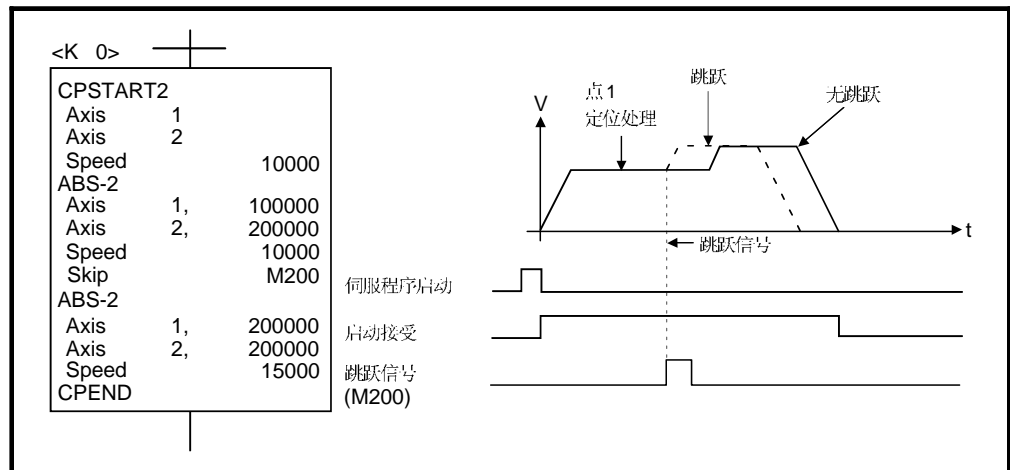 <K 0>
CPSTART2
Axis 1
Axis 2
Speed 10000
ABS-2
Axis 1, 100000
Axis 2, 200000
Speed 10000
Skip M200
ABS-2
Axis 1, 200000
Axis 2, 200000
Speed 15000
CPEND
V
点1
定位处理
跳跃
无跳跃
t
跳跃信号
伺服程序启动
启动接受
跳跃信号
(M200)